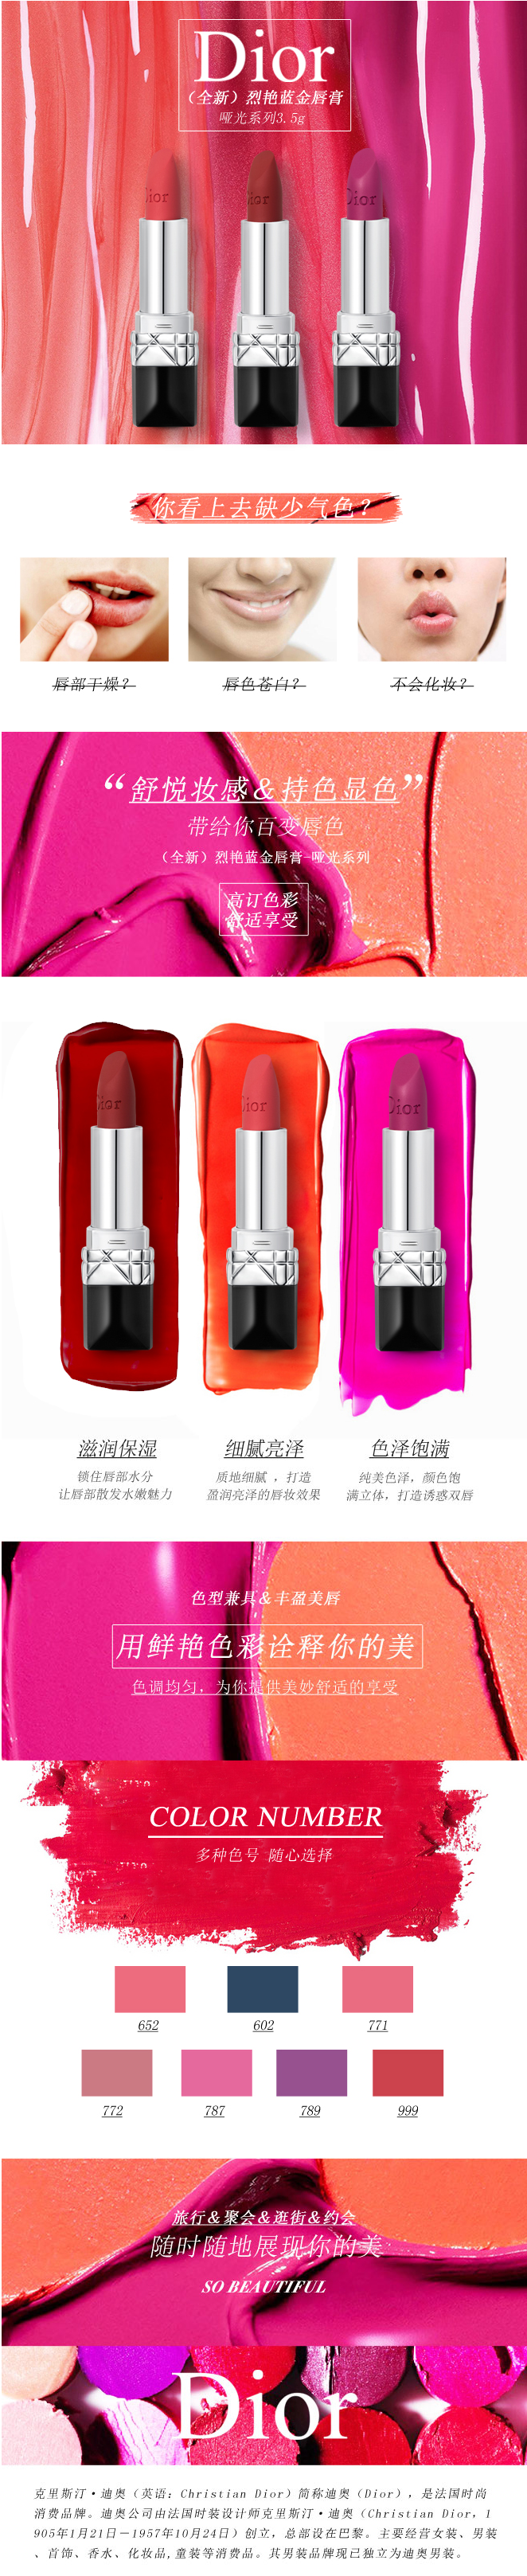 Dior
（全新）烈艳蓝金唇膏
哑光系列3.5g
Dior
Dior
Dior
你看上去缺少气色？
唇部干燥？
唇色苍白？
不会化妆？
“舒悦妆感＆持色显色”
带给你百变唇色
（全新）烈艳蓝金唇膏-哑光系列
高订色彩
舒适享受
Dior
Dior
Dior
滋润保湿
锁住唇部水分
让唇部散发水嫩魅力
细腻亮泽
质地细腻 ，打造
盈润亮泽的唇妆效果
色泽饱满
纯美色泽，颜色饱
满立体，打造诱惑双唇
色型兼具＆丰盈美唇
用鲜艳色彩诠释你的美
色调均匀，为你提供美妙舒适的享受
COLOR NUMBER
多种色号 随心选择
652
602
771
772
787
789
999
旅行＆聚会＆逛街＆约会
随时随地展现你的美
SO BEAUTIFUL
Dior
克里斯汀·迪奥（英语：Christian Dior）简称迪奥（Dior），是法国时尚
消费品牌。迪奥公司由法国时装设计师克里斯汀·迪奥（Christian Dior，1
905年1月21日－1957年10月24日）创立，总部设在巴黎。主要经营女装、男装
、首饰、香水、化妆品,童装等消费品。其男装品牌现已独立为迪奥男装。